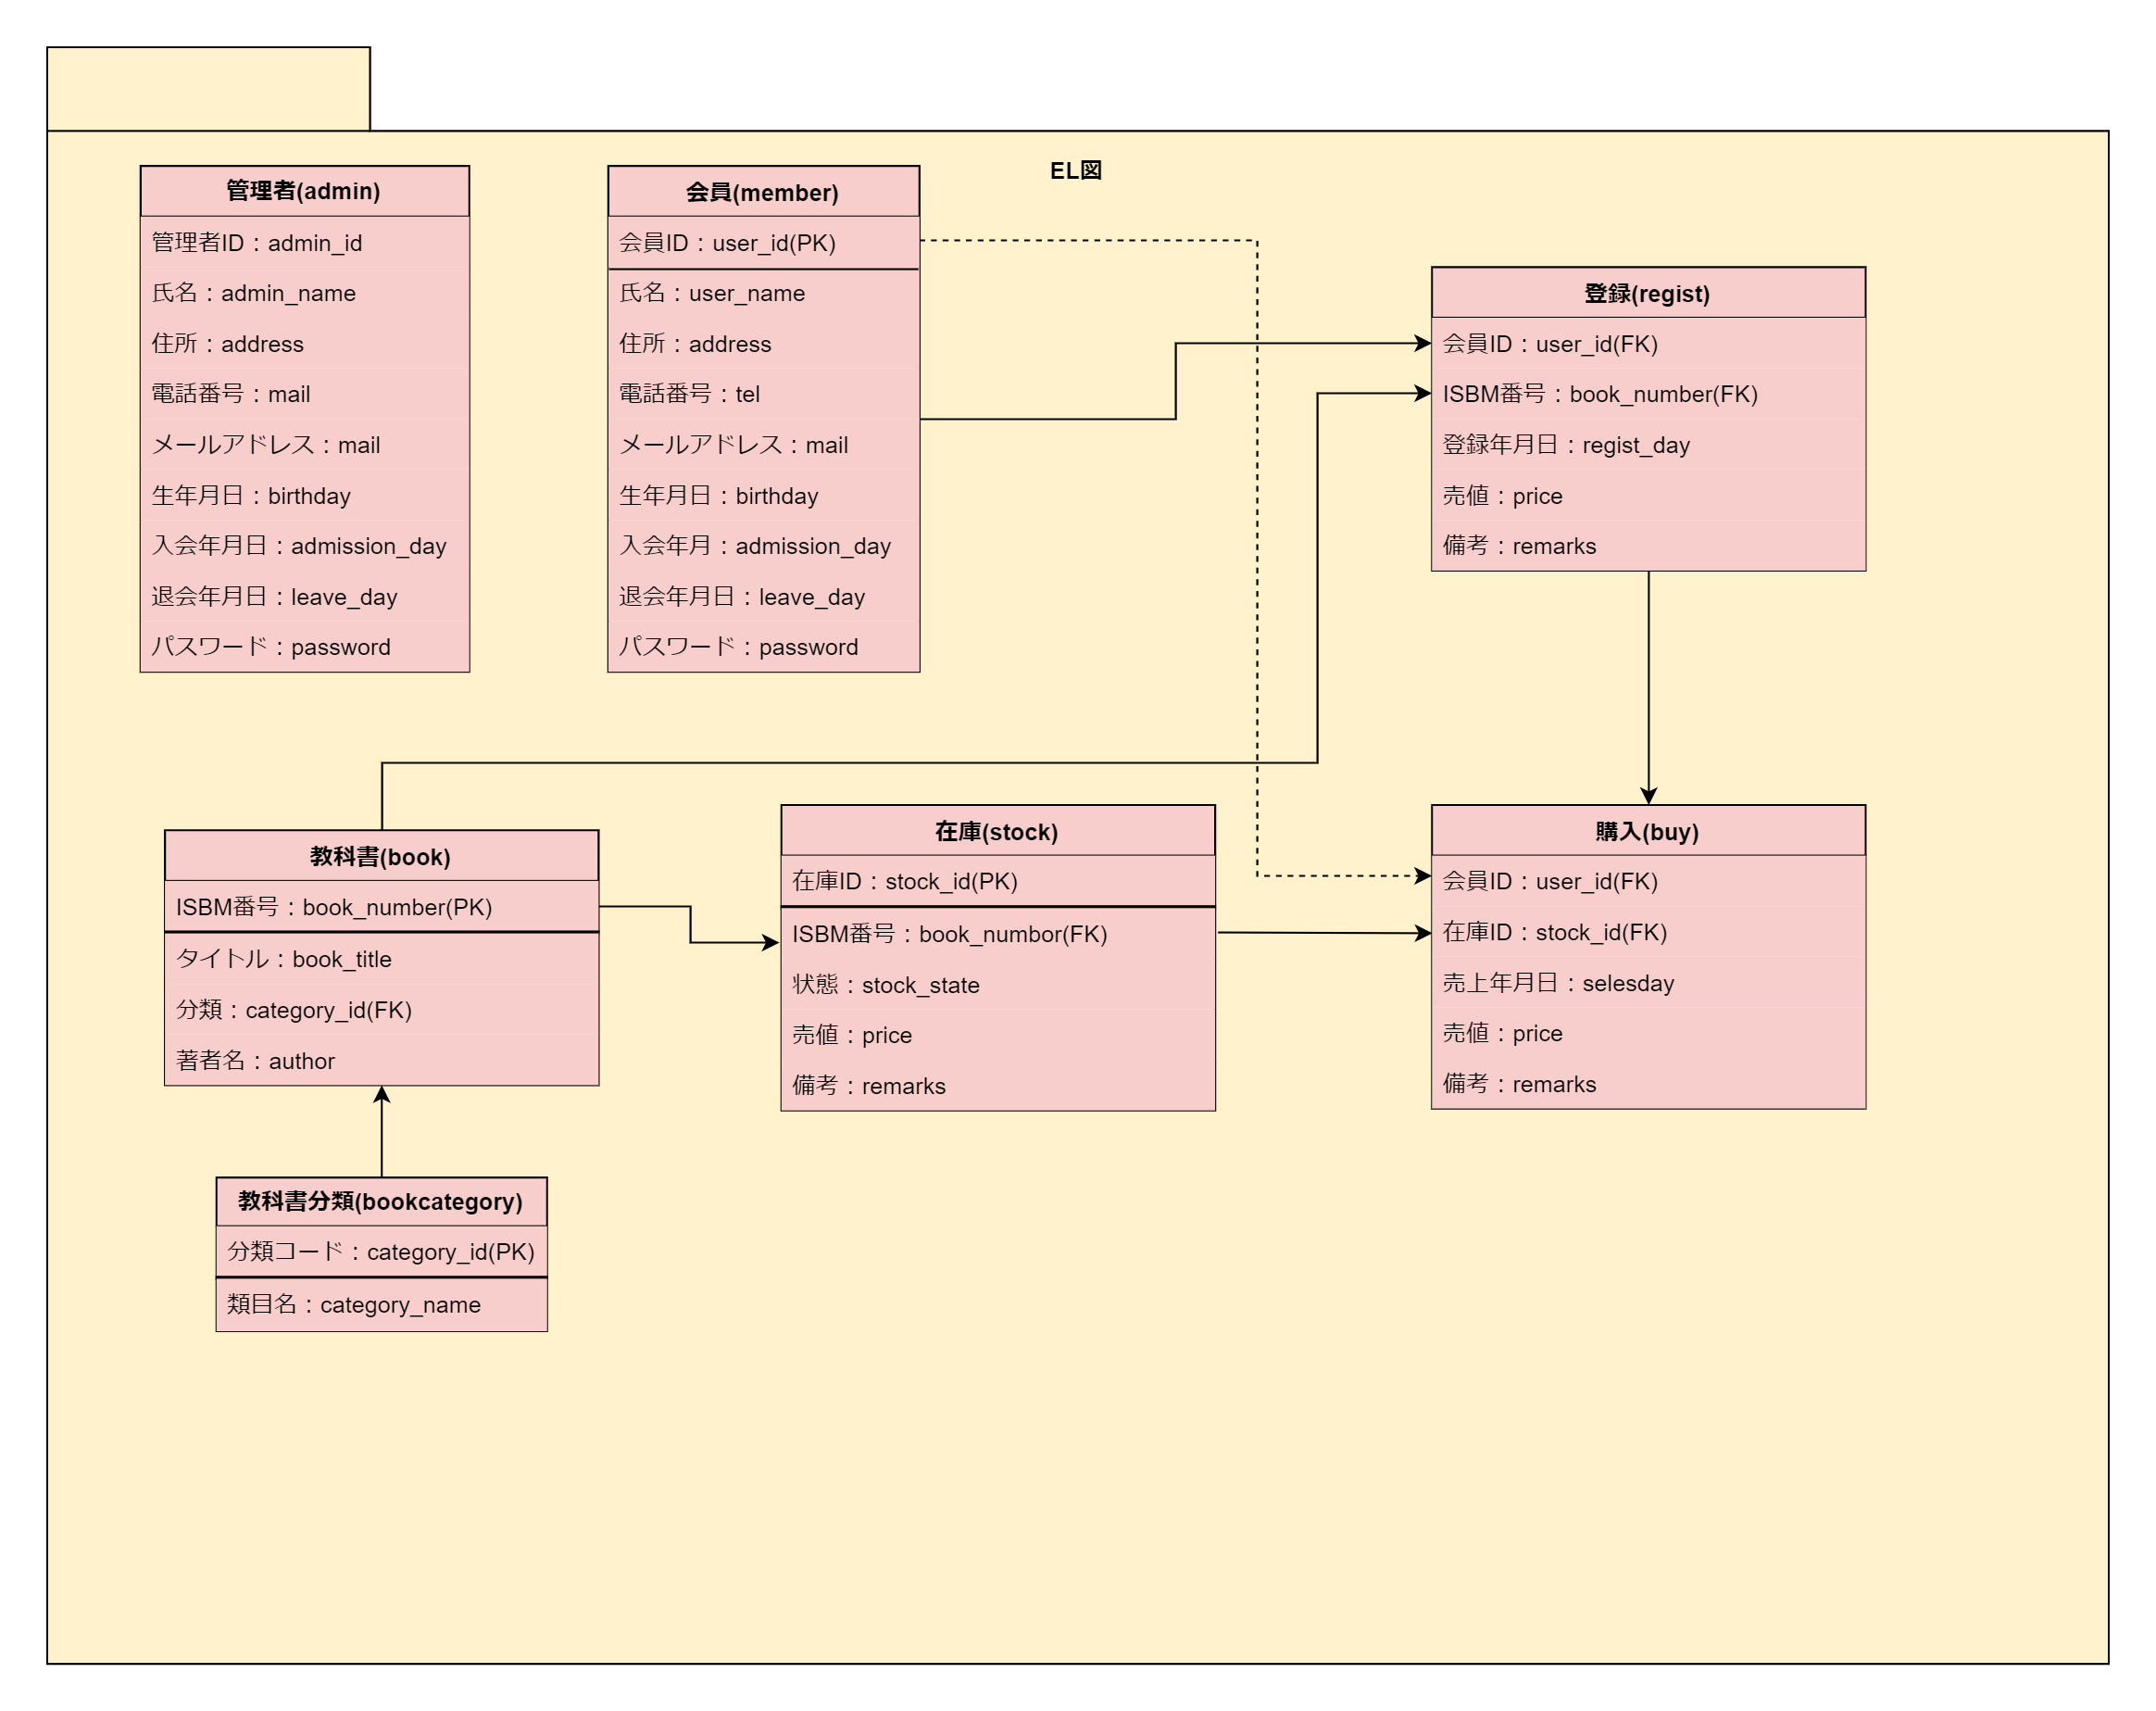 EL図
管理者(admin)
管理者ID：admin_id
氏名：admin_name
住所：address
電話番号：mail
メールアドレス：mail
生年月日：birthday
入会年月日：admission_day
退会年月日：leave_day
パスワード：password
会員(member)
会員ID：user_id(PK)
氏名：user_name
住所：address
電話番号：tel
メールアドレス：mail
生年月日：birthday
入会年月：admission_day
退会年月日：leave_day
パスワード：password
登録(regist)
会員ID：user_id(FK)
ISBM番号：book_number(FK)
登録年月日：regist_day
売値：price
備考：remarks
教科書(book)
ISBM番号：book_number(PK)
タイトル：book_title
分類：category_id(FK)
著者名：author
在庫(stock)
在庫ID：stock_id(PK)
ISBM番号：book_numbor(FK)
状態：stock_state
売値：price
備考：remarks
購入(buy)
会員ID：user_id(FK)
在庫ID：stock_id(FK)
売上年月日：selesday
売値：price
備考：remarks
教科書分類(bookcategory)
分類コード：category_id(PK)
類目名：category_name